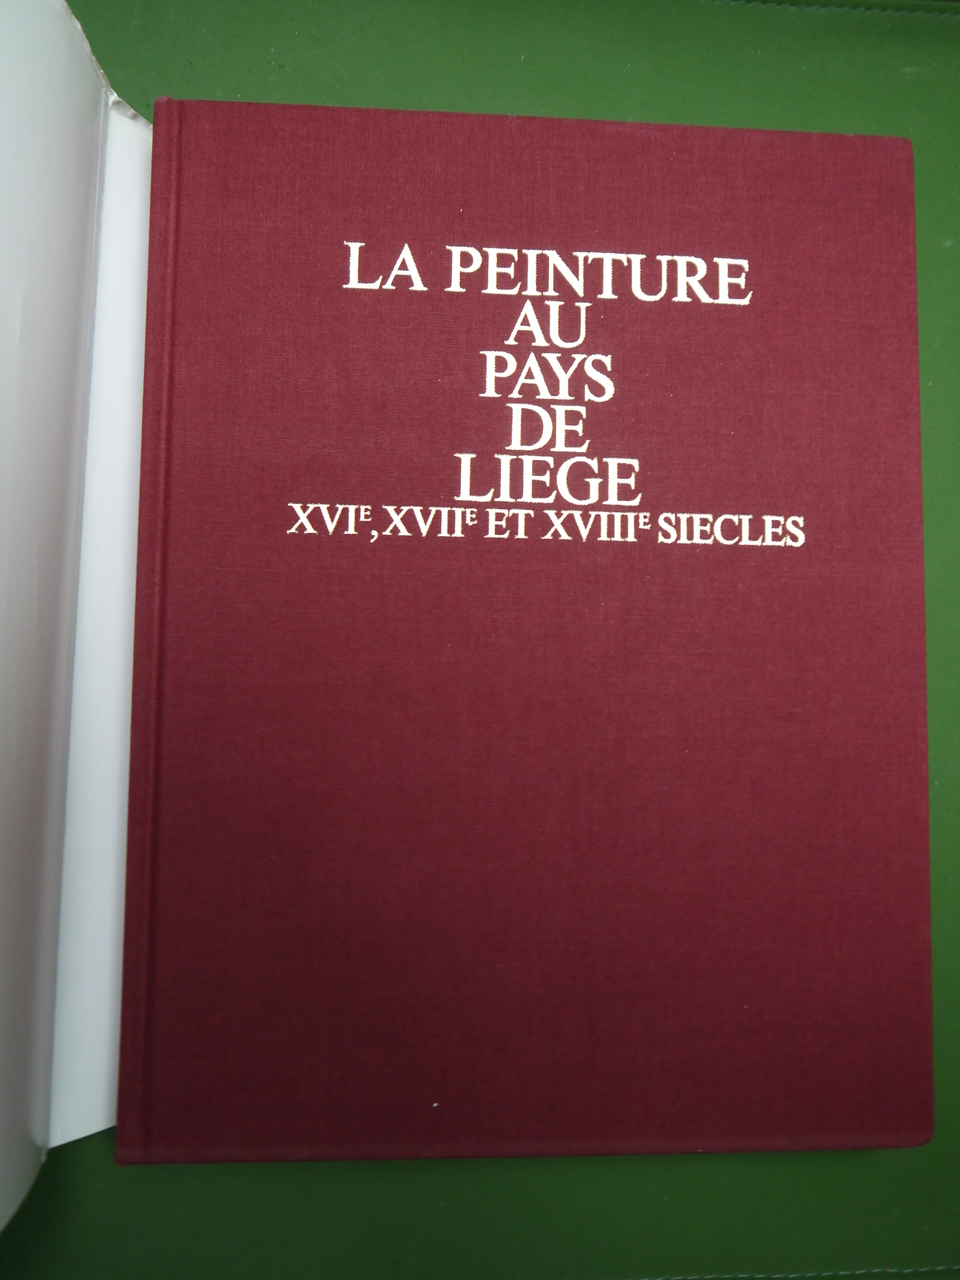 LA PEINTURE
AU
PAYS
DE
LIEGE
XVIE, XVIIE ET XVIIIE SIECLES